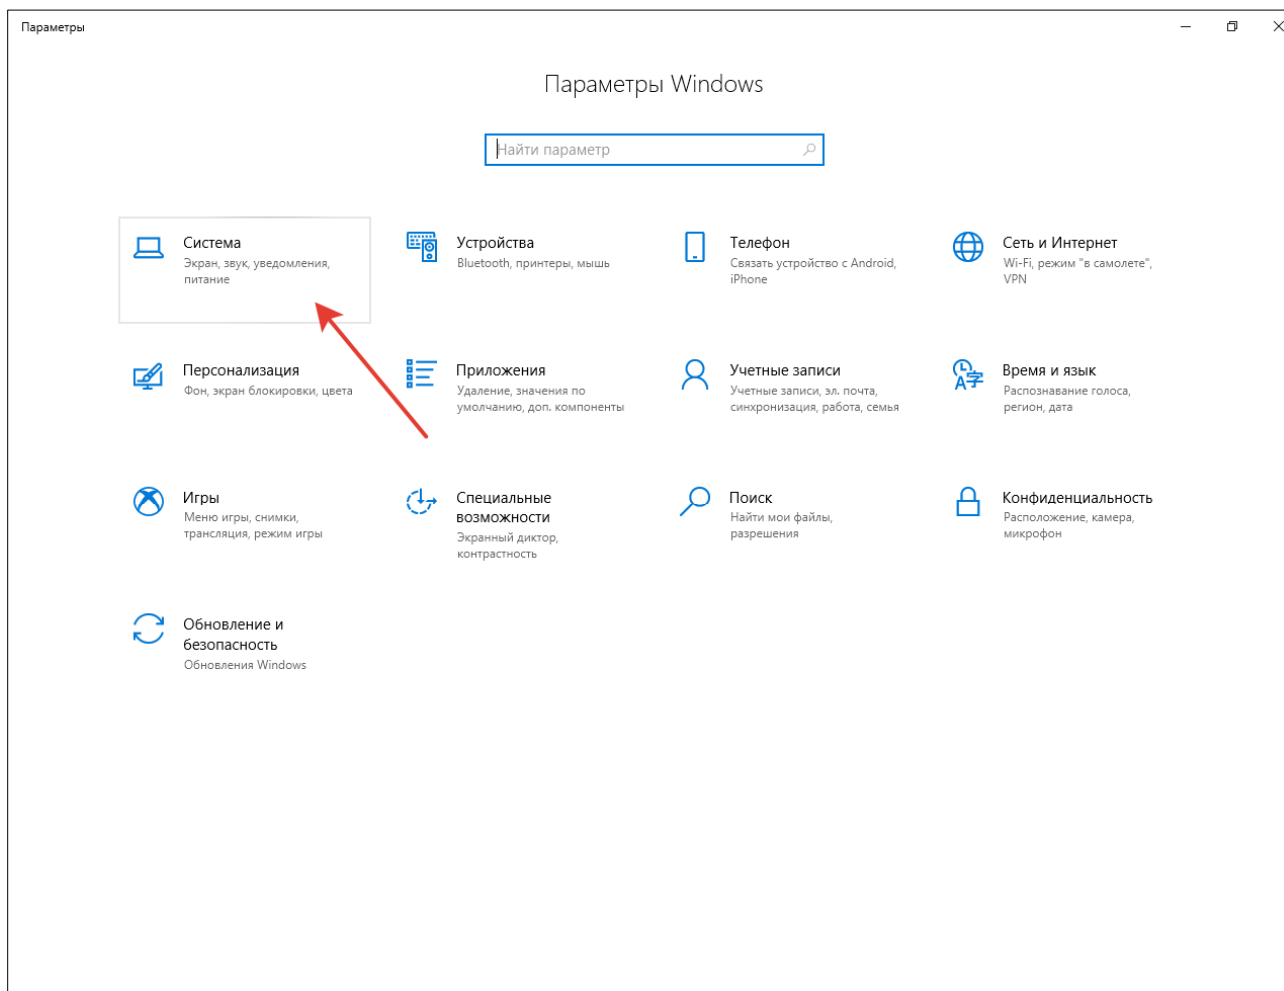 Параметры
Параметры Windows
Найти параметр
Система
Экран, звук, уведомления,
питание
Устройства
Bluetooth, принтеры, мышь
Телефон
Связать устройство с Android,
iPhone
Сеть и Интернет
Wi-Fi, режим "в самолете",
VPN
Персонализация
Фон, экран блокировки, цвета
Приложения
Удаление, значения по
умолчанию, доп. компоненты
Учетные записи
Учетные записи, эл. почта,
синхронизация, работа, семья
Время и язык
Распознавание голоса,
регион, дата
Игры
Меню игры, снимки,
трансляция, режим игры
Специальные
возможности
Экранный диктор,
контрастность
Поиск
Найти мои файлы,
разрешения
Конфиденциальность
Расположение, камера,
микрофон
Обновление и
безопасность
Обновления Windows